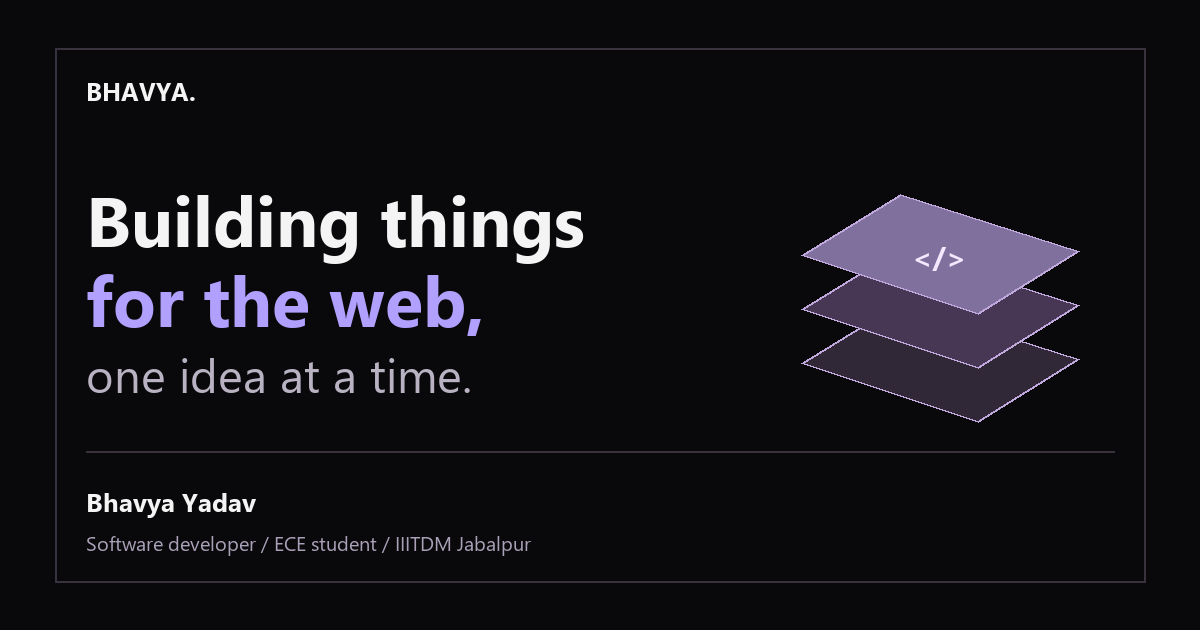 BHAVYA.
Building things
for the web,
one idea at a time.
</>
Bhavya Yadav
Software developer / ECE student / IIITDM Jabalpur